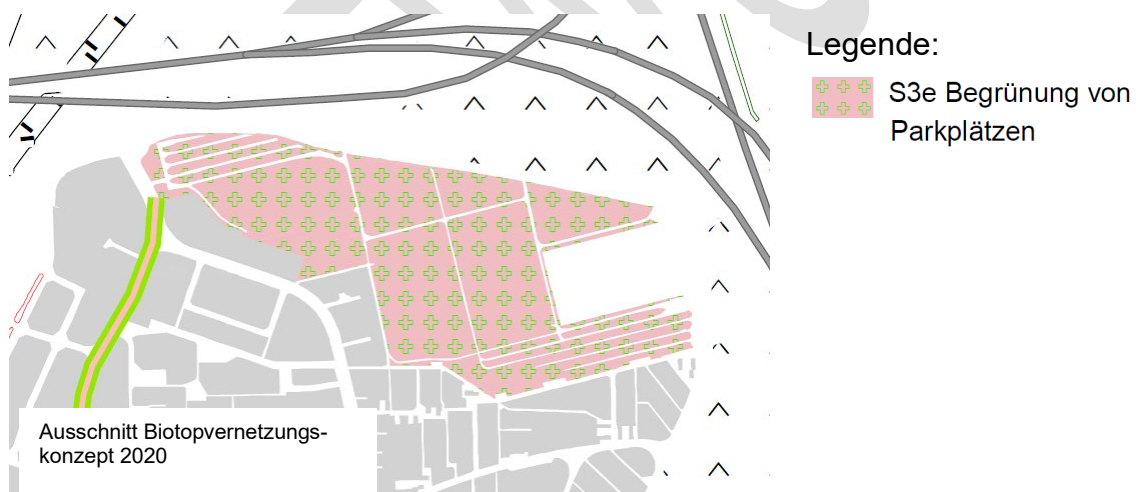 Legende:
S3e Begrünung von
Parkplätzen
Ausschnitt Biotopvernetzungs-
konzept 2020